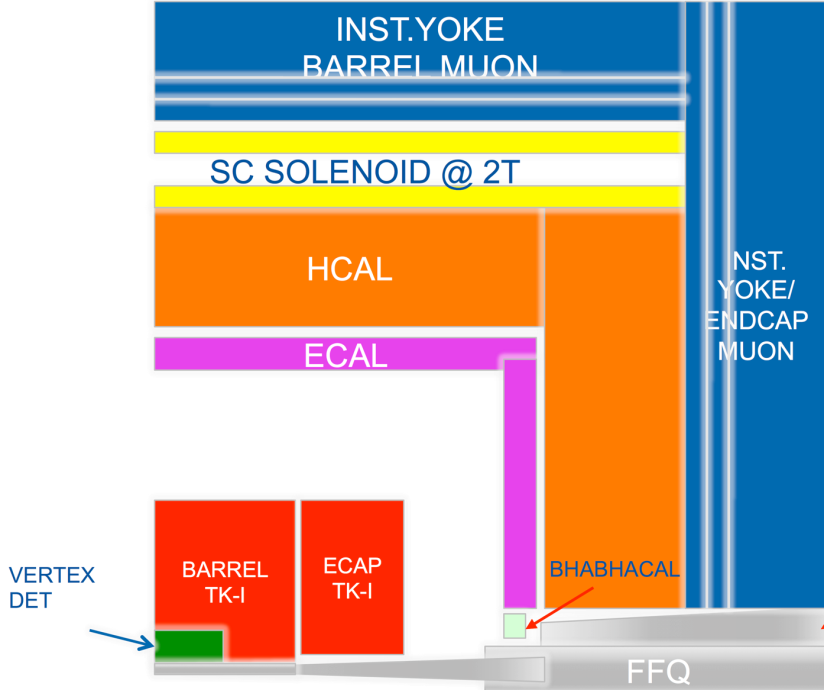 INST.YOKE
BARREL MUON
SC SOLENOID @ 2T
HCAL
NST.
YOKE/
ENDCAP
MUON
ECAL
BARREL
TK-I
ECAP
TK-I
VERTEX
DET
BHABHACAL
FFQ